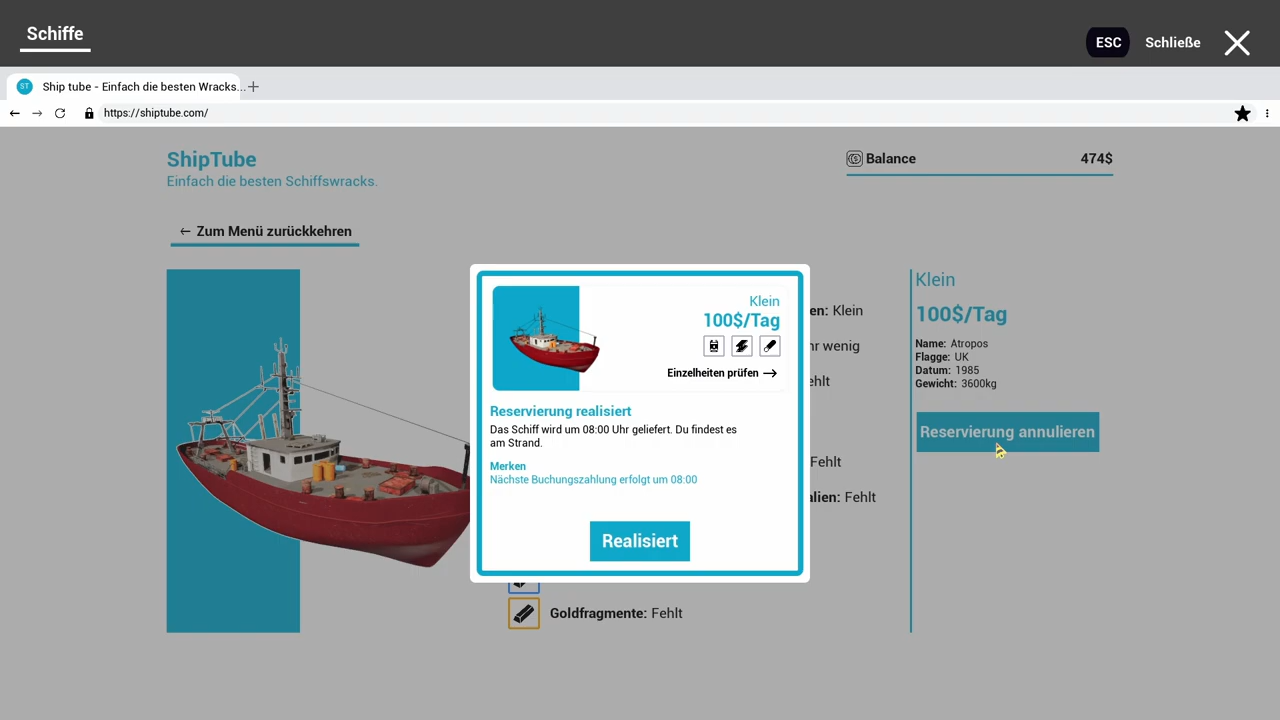 Schiffe
ESC Schließe
ST Ship tube - Einfach die besten Wracks...
https://shiptube.com/
ShipTube
Einfach die besten Schiffswracks.
Balance 474$
← Zum Menü zurückkehren
Klein
100$/Tag
Einzelheiten prüfen →
Reservierung realisiert
Das Schiff wird um 08:00 Uhr geliefert. Du findest es
am Strand.
Merken
Nächste Buchungszahlung erfolgt um 08:00
Realisiert
en: Klein
hr wenig
ehlt
Fehlt
alien: Fehlt
Goldfragmente: Fehlt
Klein
100$/Tag
Name: Atropos
Flagge: UK
Datum: 1985
Gewicht: 3600kg
Reservierung annulieren